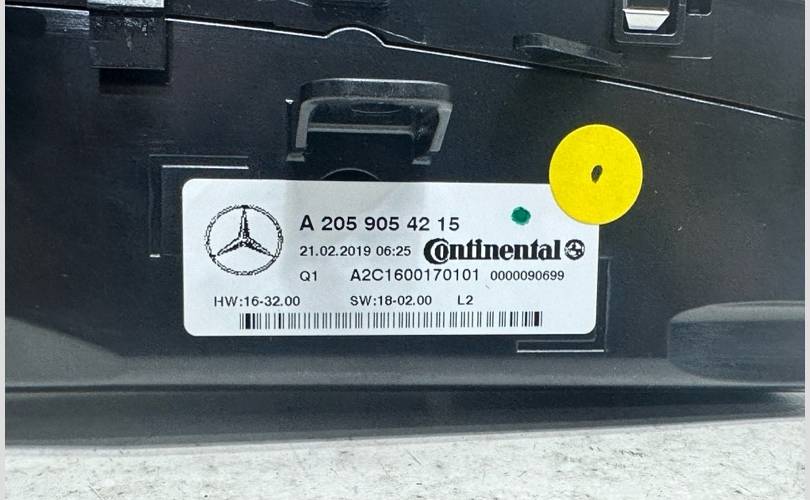 A 205 905 42 15
21.02.2019 06:25 Continental
Q1 A2C1600170101 0000090699
HW:16-32.00 SW:18-02.00 L2